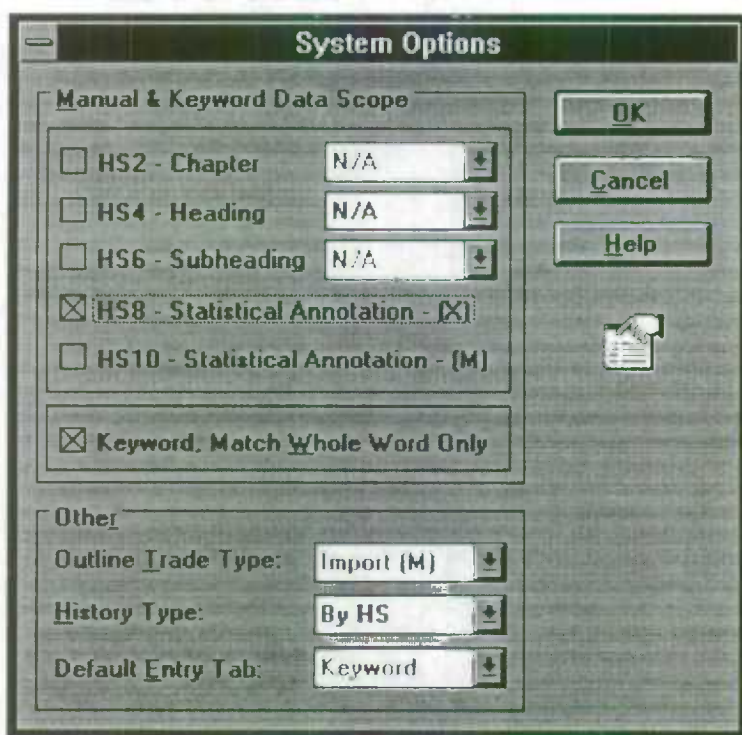 System Options
Manual & Keyword Data Scope
OK
HS2 - Chapter N/A
Cancel
HS4 - Heading N/A
Help
HS6 - Subheading N/A
HS8 - Statistical Annotation - (X)
HS10 - Statistical Annotation - (M)
Keyword, Match Whole Word Only
Other
Outline Trade Type: Import (M)
History Type: By HS
Default Entry Tab: Keyword